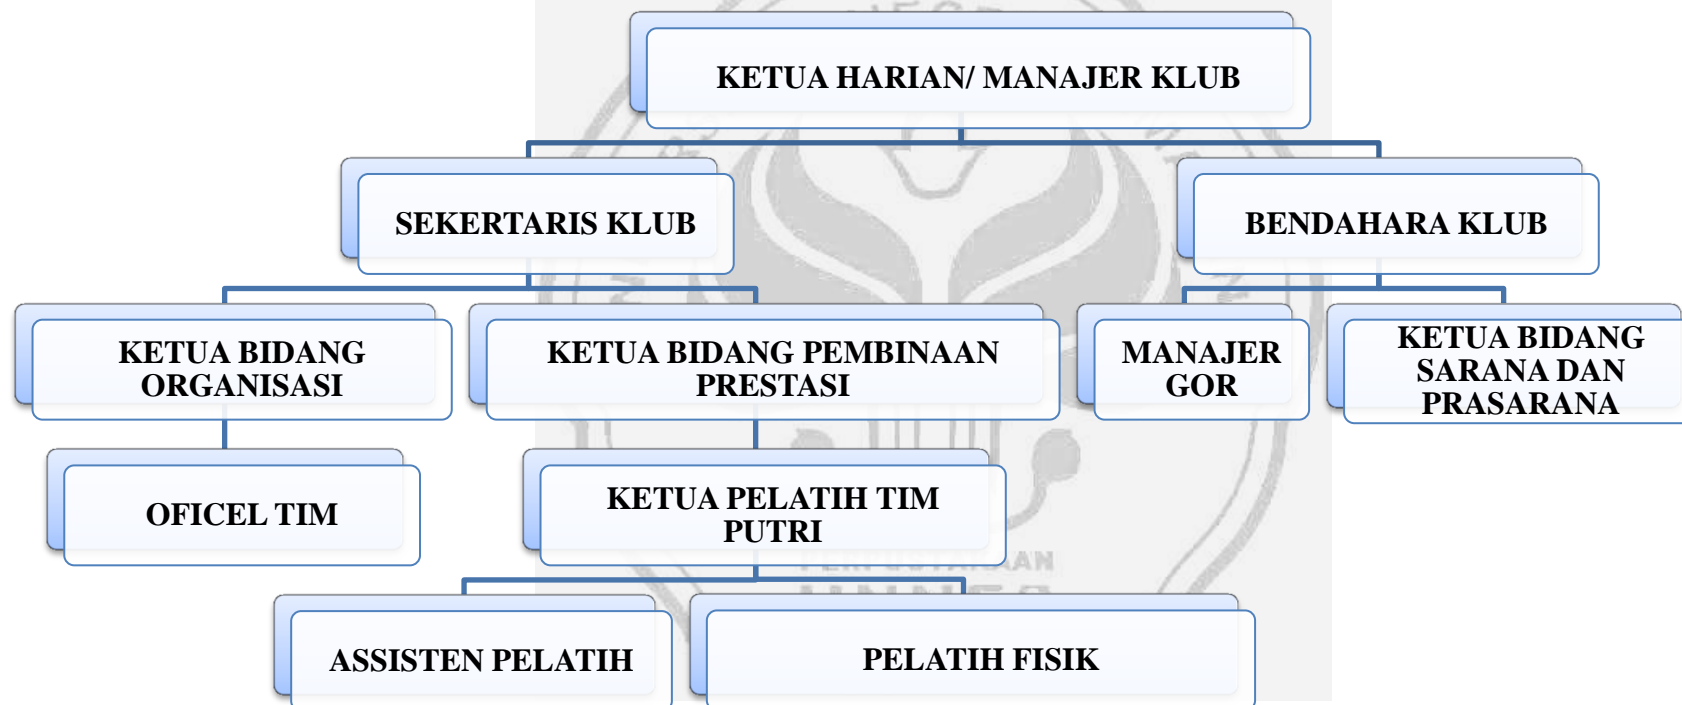 KETUA HARIAN/ MANAJER KLUB
SEKERTARIS KLUB
BENDAHARA KLUB
KETUA BIDANG
ORGANISASI
KETUA BIDANG PEMBINAAN
PRESTASI
MANAJER
GOR
KETUA BIDANG
SARANA DAN
PRASARANA
OFICEL TIM
KETUA PELATIH TIM
PUTRI
ASSISTEN PELATIH
PELATIH FISIK